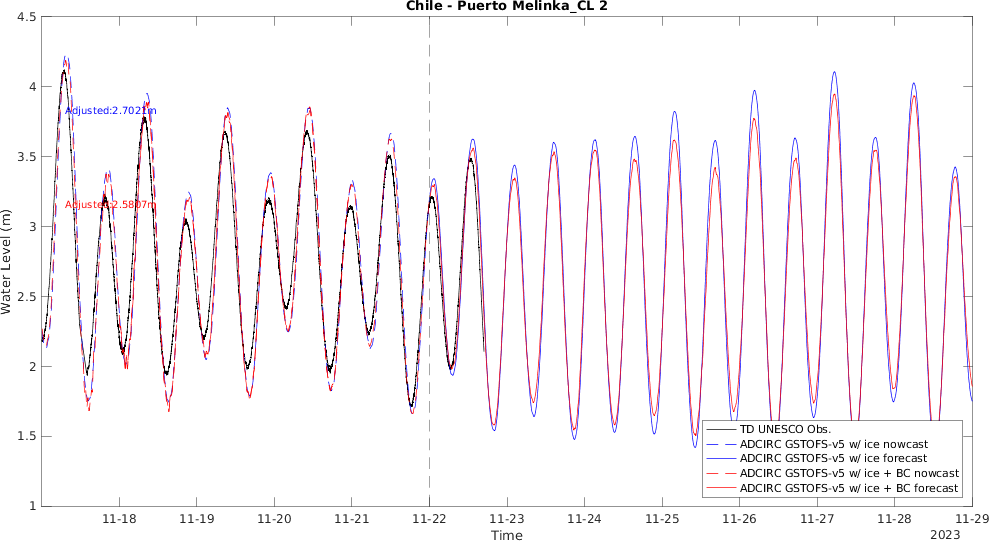 Chile - Puerto Melinka_CL 2
Water Level (m)
4.5
4
3.5
3
2.5
2
1.5
1
Adjusted:2.7021m
Adjusted:2.5807m
TD UNESCO Obs.
ADCIRC GSTOFS-v5 w/ ice nowcast
ADCIRC GSTOFS-v5 w/ ice forecast
ADCIRC GSTOFS-v5 w/ ice + BC nowcast
ADCIRC GSTOFS-v5 w/ ice + BC forecast
11-18 11-19 11-20 11-21 11-22 11-23 11-24 11-25 11-26 11-27 11-28 11-29
Time
2023